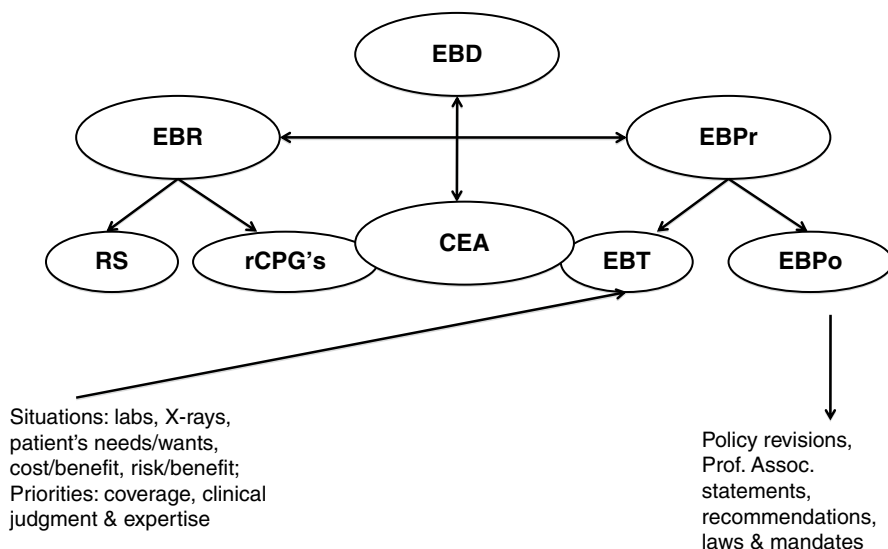 EBD
EBR
EBPr
RS
rCPG's
CEA
EBT
EBPo
Situations: labs, X-rays,
patient's needs/wants,
cost/benefit, risk/benefit;
Priorities: coverage, clinical
judgment & expertise
Policy revisions,
Prof. Assoc.
statements,
recommendations,
laws & mandates